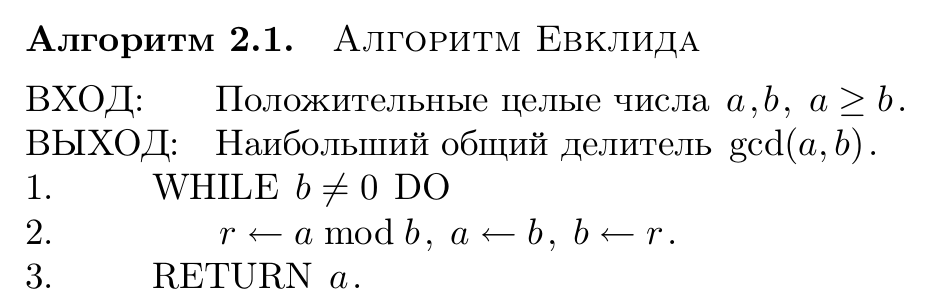 Алгоритм 2.1. Алгоритм Евклида
ВХОД: Положительные целые числа a,b, a ≥ b.
ВЫХОД: Наибольший общий делитель gcd(a,b).
1. WHILE b ≠ 0 DO
2. r ← a mod b, a ← b, b ← r.
3. RETURN a.